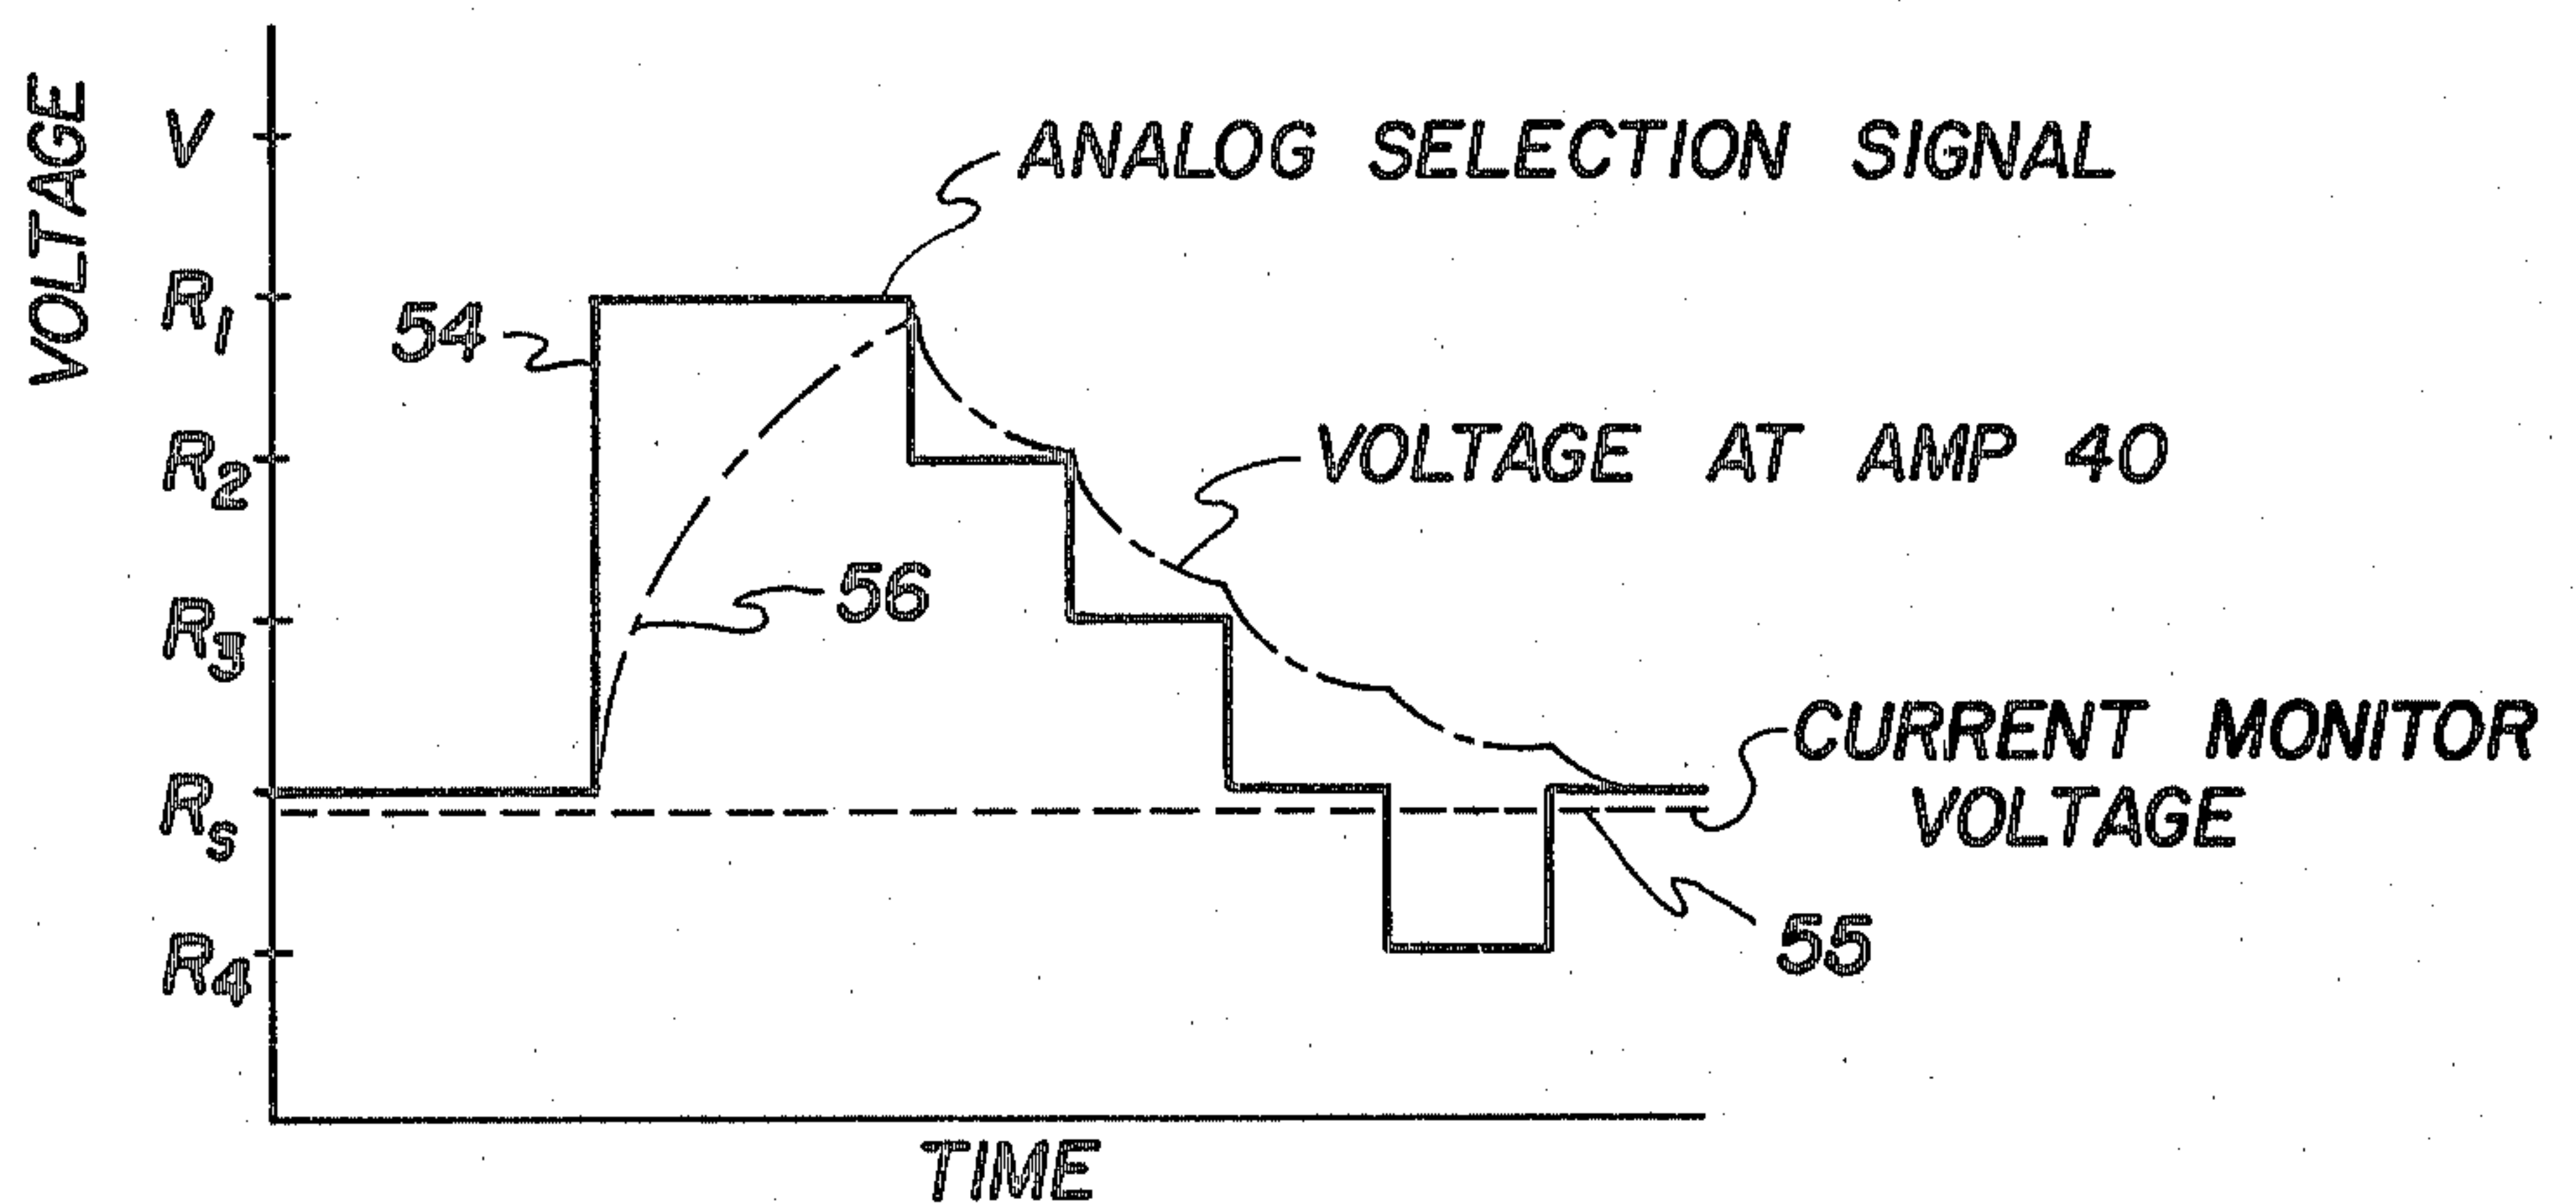 VOLTAGE
V
ANALOG SELECTION SIGNAL
R1
54
R2
VOLTAGE AT AMP 40
56
R3
CURRENT MONITOR
VOLTAGE
RS
55
R4
TIME